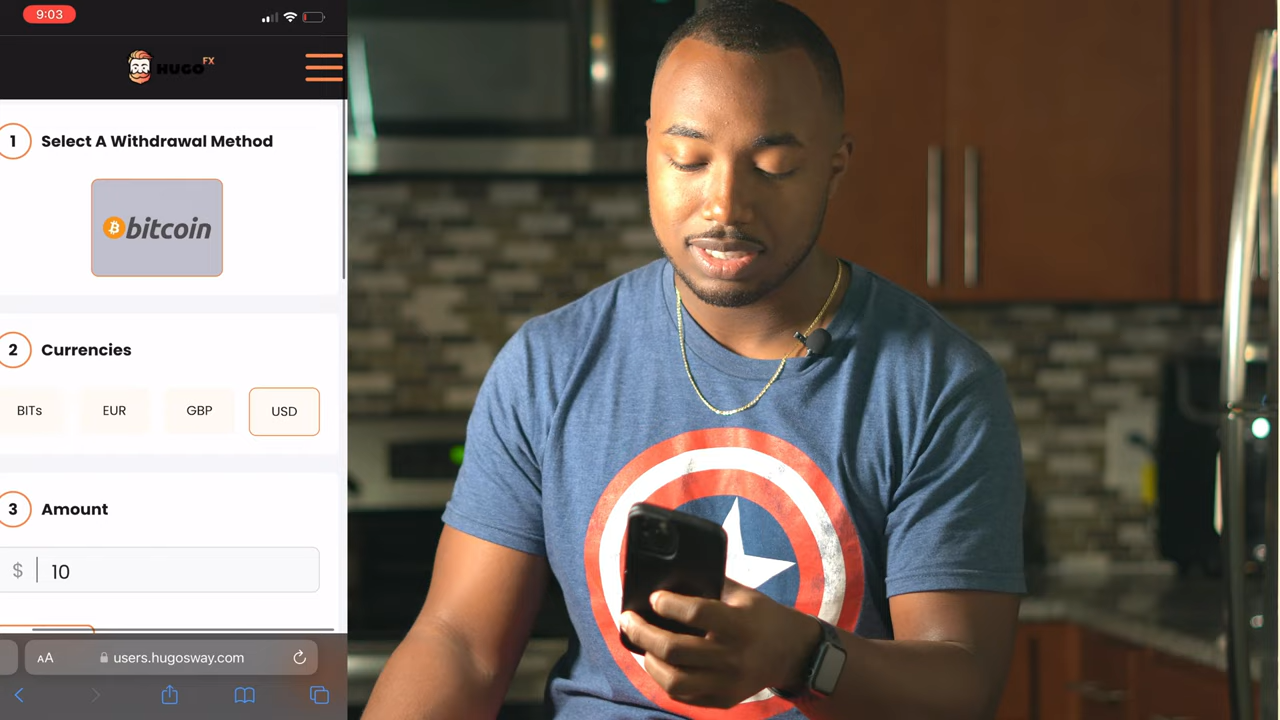 9:03
HUGO FX
1 Select A Withdrawal Method
bitcoin
2 Currencies
BITs EUR GBP USD
3 Amount
$ 10
AA users.hugosway.com